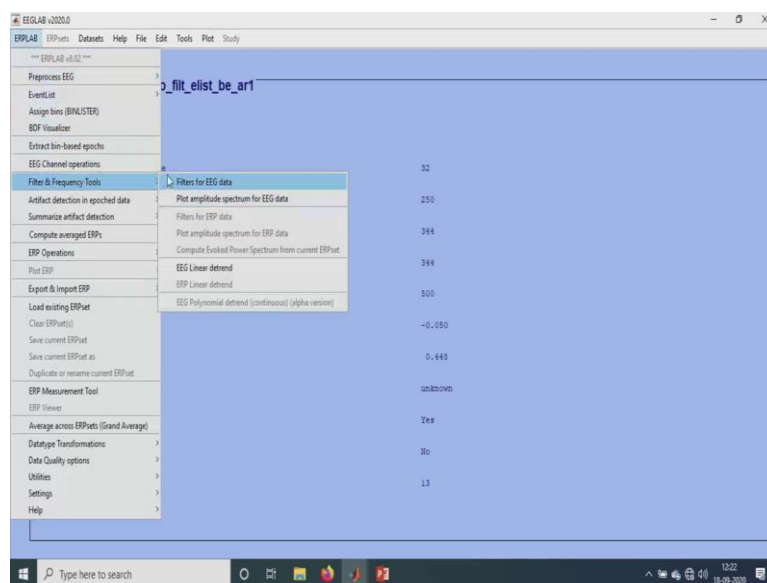 EEGLAB v2020.0
ERPLAB ERPsets Datasets Help File Edit Tools Plot Study
*** ERPLAB v8.02 ***
Preprocess EEG
EventList
Assign bins (BINLISTER)
BDF Visualizer
Extract bin-based epochs
EEG Channel operations
Filter & Frequency Tools
Artifact detection in epoched data
Summarize artifact detection
Compute averaged ERPs
ERP Operations
Plot ERP
Export & Import ERP
Load existing ERPset
Clear ERPset(s)
Save current ERPset
Save current ERPset as
Duplicate or rename current ERPset
ERP Measurement Tool
ERP Viewer
Average across ERPsets (Grand Average)
Datatype Transformations
Data Quality options
Utilities
Settings
Help
Filters for EEG data
Plot amplitude spectrum for EEG data
Filters for ERP data
Plot amplitude spectrum for ERP data
Compute Evoked Power Spectrum from current ERPset
EEG Linear detrend
ERP Linear detrend
EEG Polynomial detrend (continuous) (alpha version)
_filt_elist_be_ar1
32
250
344
344
500
-0.050
0.448
unknown
Yes
No
13
Type here to search
12:22
18-09-2020